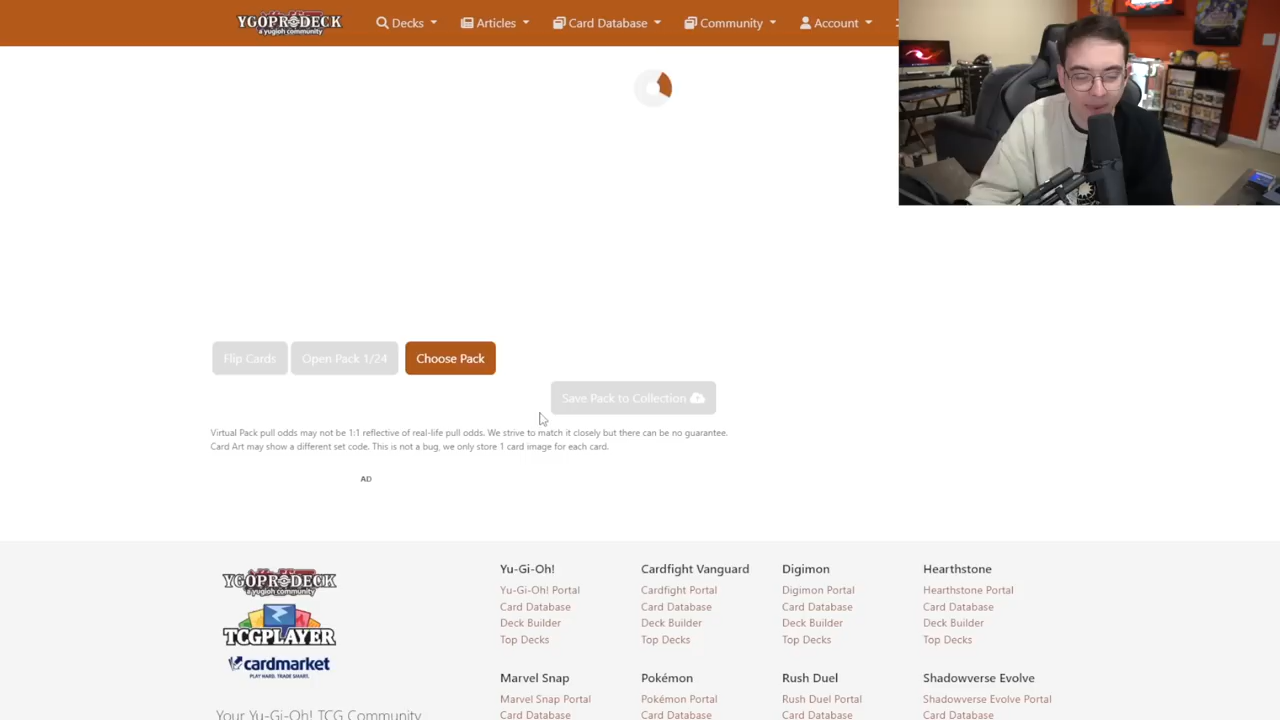 YGOPRODECK
a yugioh community
Decks
Articles
Card Database
Community
Account
Flip Cards
Open Pack 1/24
Choose Pack
Save Pack to Collection
Virtual Pack pull odds may not be 1:1 reflective of real-life pull odds. We strive to match it closely but there can be no guarantee.
Card Art may show a different set code. This is not a bug, we only store 1 card image for each card.
AD
YGOPRODECK
a yugioh community
TCGPLAYER
cardmarket
PLAY HARD. TRADE SMART.
Your Yu-Gi-Oh! TCG Community
Yu-Gi-Oh!
Yu-Gi-Oh! Portal
Card Database
Deck Builder
Top Decks
Cardfight Vanguard
Cardfight Portal
Card Database
Deck Builder
Top Decks
Digimon
Digimon Portal
Card Database
Deck Builder
Top Decks
Hearthstone
Hearthstone Portal
Card Database
Deck Builder
Top Decks
Marvel Snap
Marvel Snap Portal
Card Database
Pokémon
Pokémon Portal
Card Database
Rush Duel
Rush Duel Portal
Card Database
Shadowverse Evolve
Shadowverse Evolve Portal
Card Database